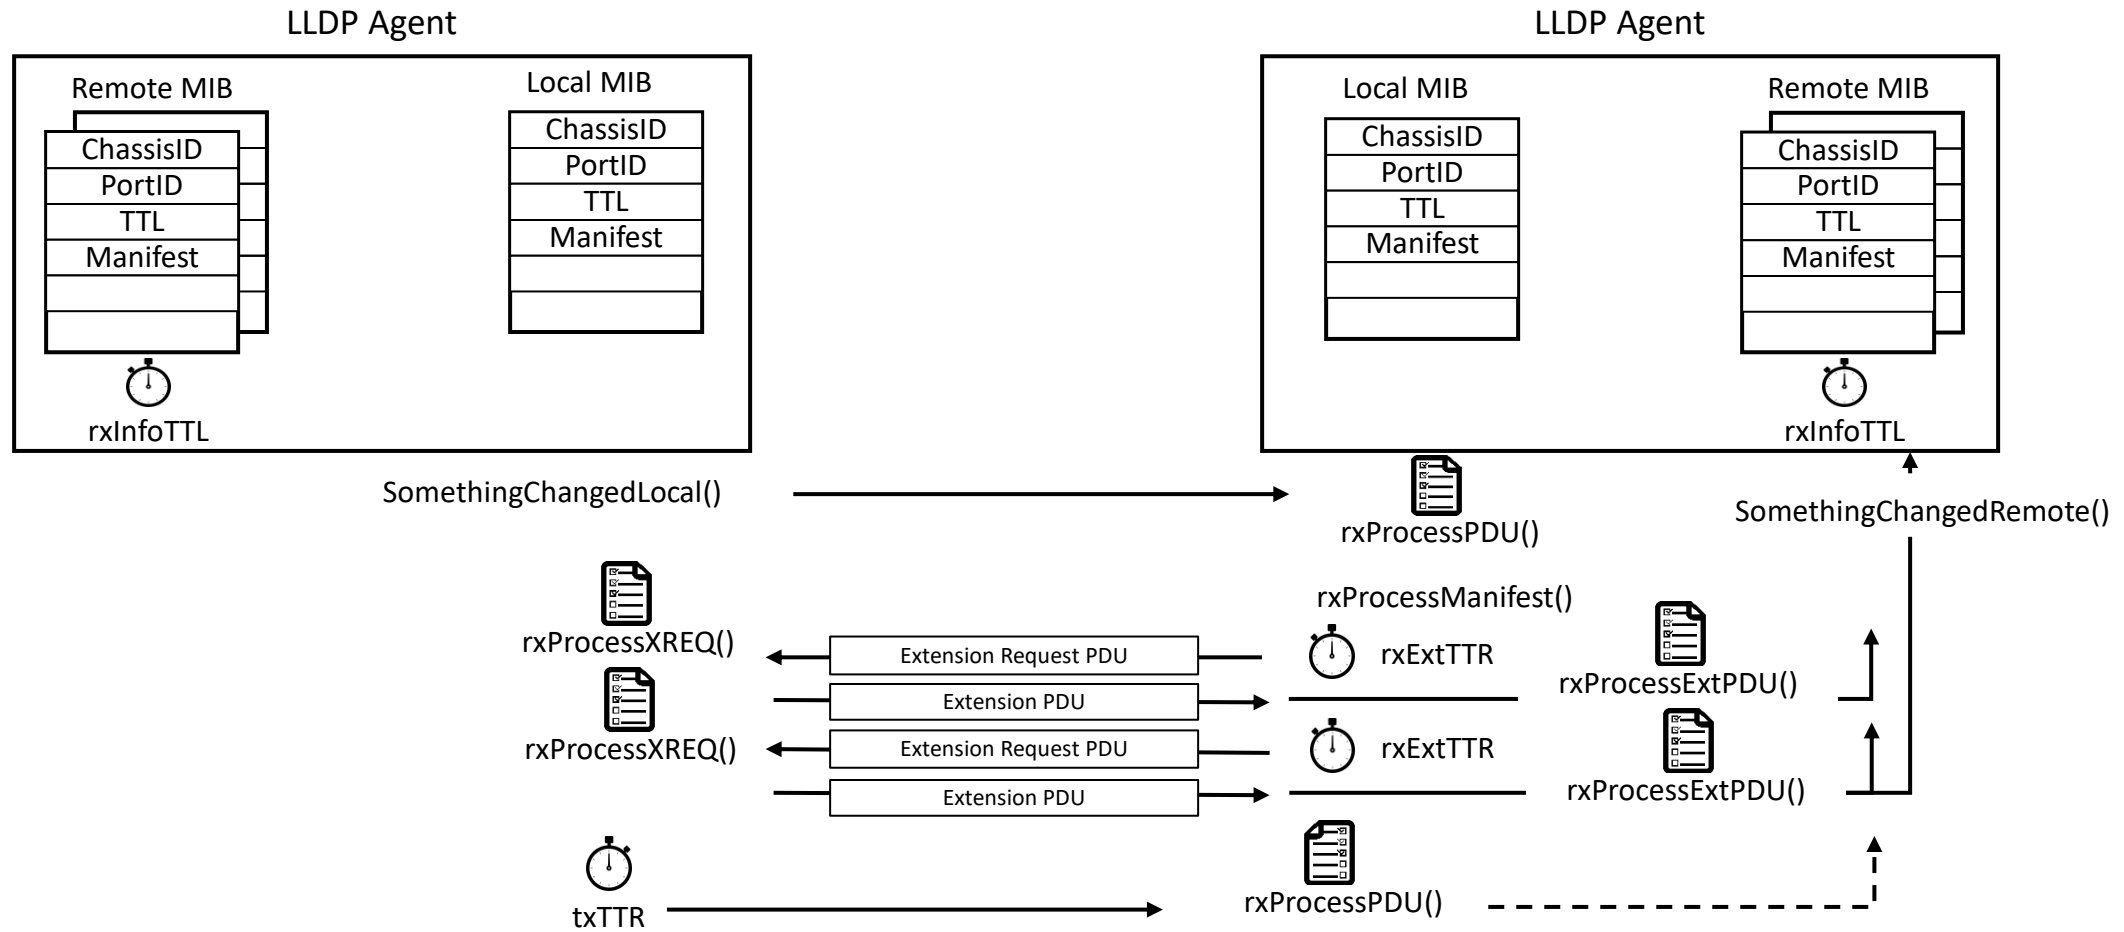 LLDP Agent
LLDP Agent
Remote MIB
Local MIB
ChassisID
PortID
TTL
Manifest
ChassisID
PortID
TTL
Manifest
rxInfoTTL
Local MIB
Remote MIB
ChassisID
PortID
TTL
Manifest
ChassisID
PortID
TTL
Manifest
rxInfoTTL
SomethingChangedLocal()
rxProcessPDU()
SomethingChangedRemote()
rxProcessManifest()
rxProcessXREQ()
Extension Request PDU
rxExtTTR
Extension PDU
rxProcessExtPDU()
rxProcessXREQ()
Extension Request PDU
rxExtTTR
Extension PDU
rxProcessExtPDU()
txTTR
rxProcessPDU()